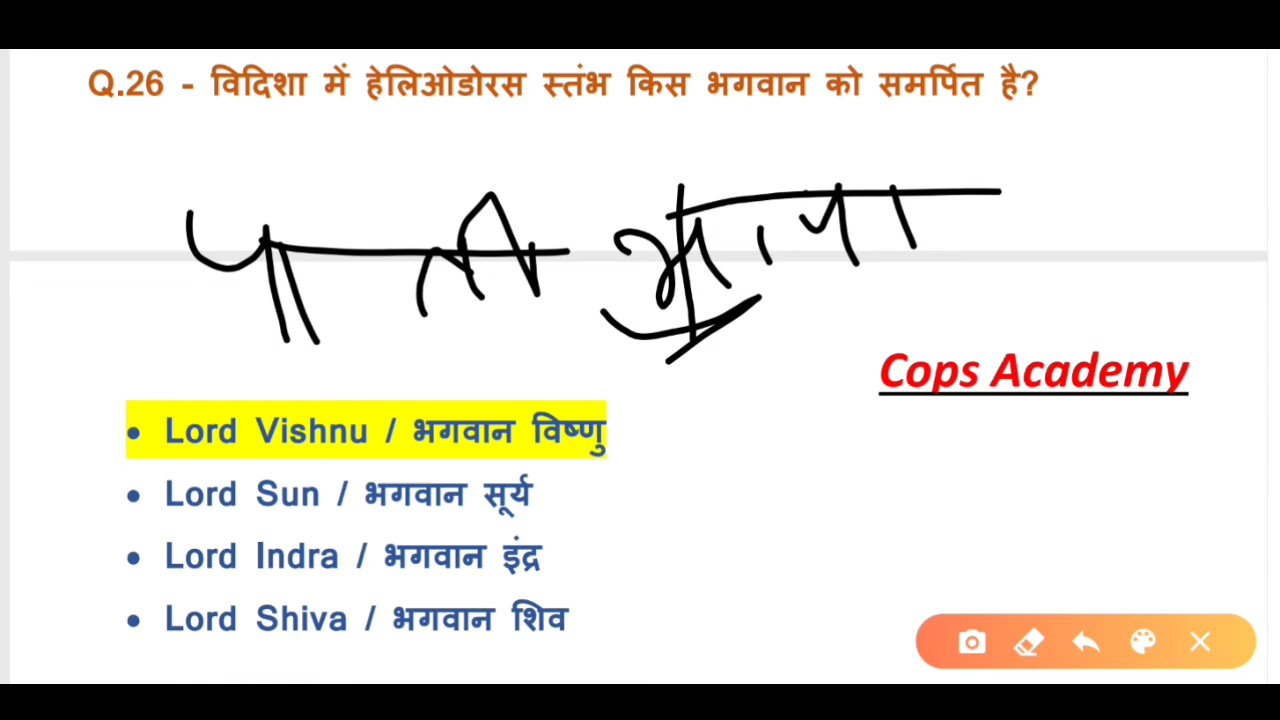 Q.26 - विदिशा में हेलिओडोरस स्तंभ किस भगवान को समर्पित है?
Cops Academy
• Lord Vishnu / भगवान विष्णु
• Lord Sun / भगवान सूर्य
• Lord Indra / भगवान इंद्र
• Lord Shiva / भगवान शिव